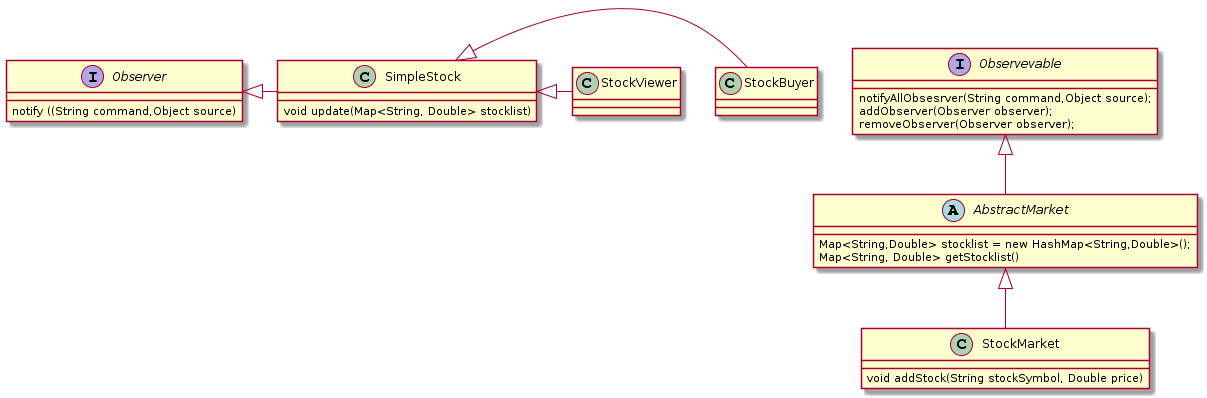 I Observer
notify ((String command,Object source)
C SimpleStock
void update(Map<String, Double> stocklist)
C StockViewer
C StockBuyer
I Observevable
notifyAllObsesrver(String command,Object source);
addObserver(Observer observer);
removeObserver(Observer observer);
A AbstractMarket
Map<String,Double> stocklist = new HashMap<String,Double>();
Map<String, Double> getStocklist()
C StockMarket
void addStock(String stockSymbol, Double price)